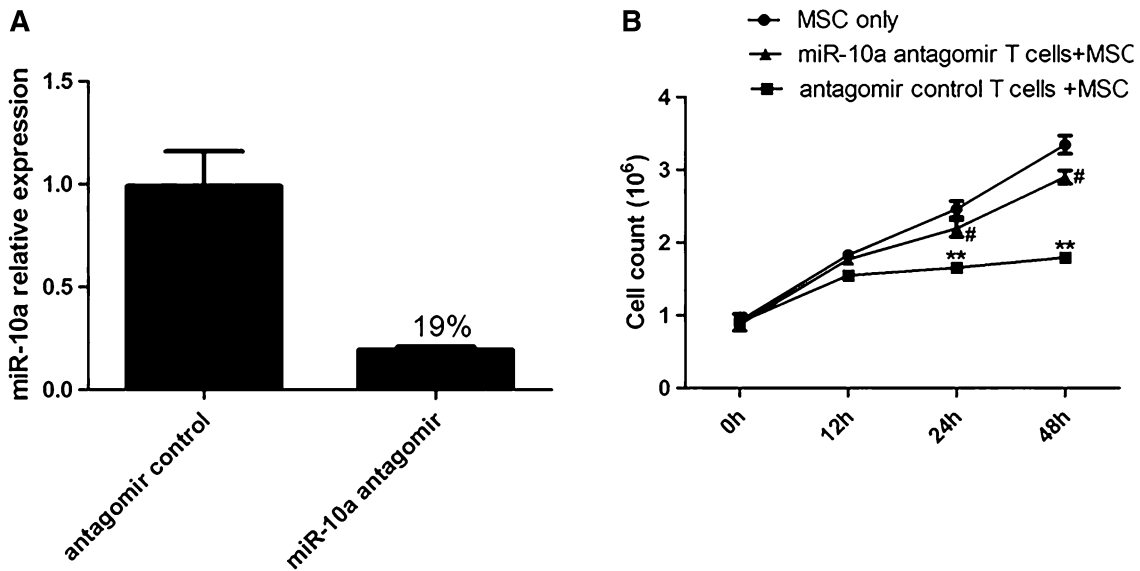 A
miR-10a relative expression
1.5
1.0
0.5
0.0
19%
antagomir control
miR-10a antagomir
B
MSC only
miR-10a antagomir T cells+MSC
antagomir control T cells +MSC
Cell count (10⁶)
4
3
2
1
0
#
#
**
**
0h
12h
24h
48h